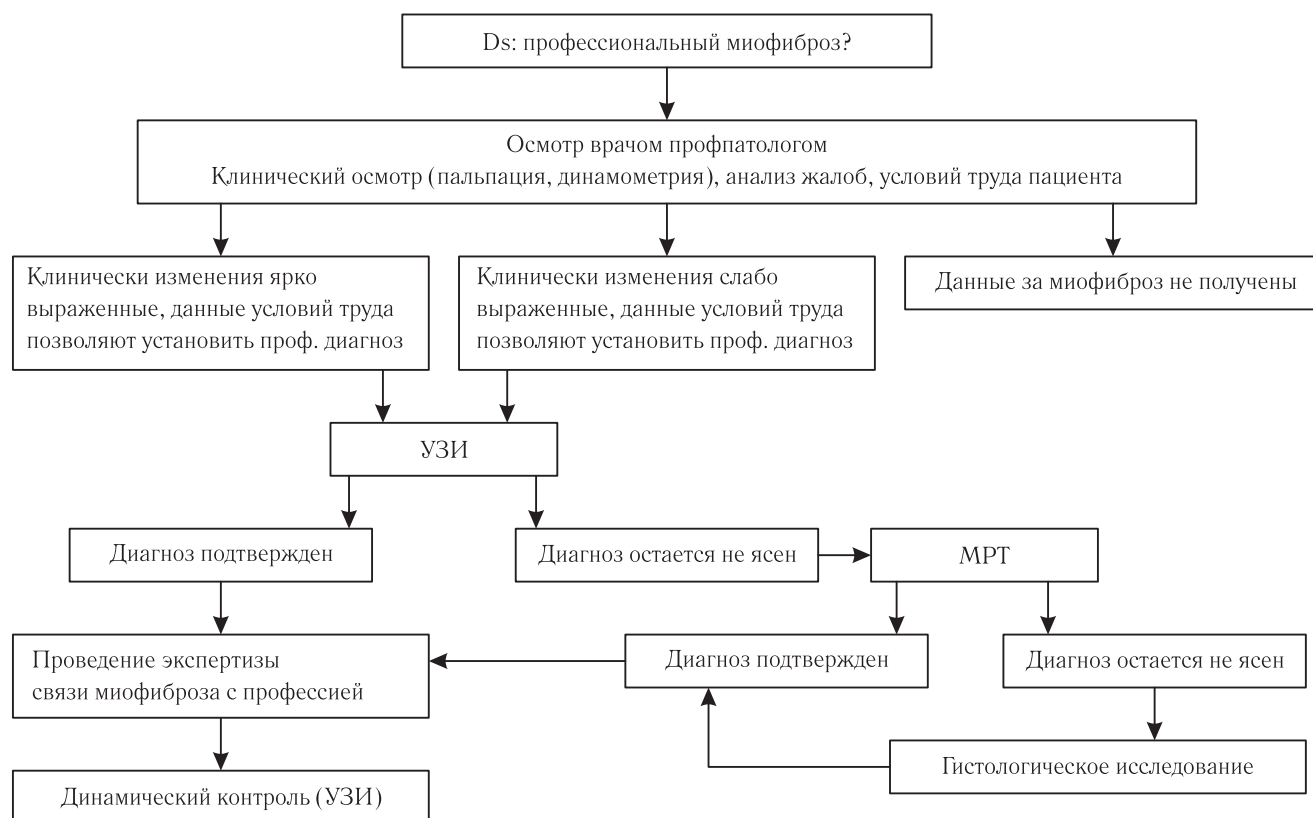 Ds: профессиональный миофиброз?
Осмотр врачом профпатологом
Клинический осмотр (пальпация, динамометрия), анализ жалоб, условий труда пациента
Клинически изменения ярко
выраженные, данные условий труда
позволяют установить проф. диагноз
Клинически изменения слабо
выраженные, данные условий труда
позволяют установить проф. диагноз
Данные за миофиброз не получены
УЗИ
Диагноз подтвержден
Диагноз остается не ясен
МРТ
Проведение экспертизы
связи миофиброза с профессией
Диагноз подтвержден
Диагноз остается не ясен
Гистологическое исследование
Динамический контроль (УЗИ)